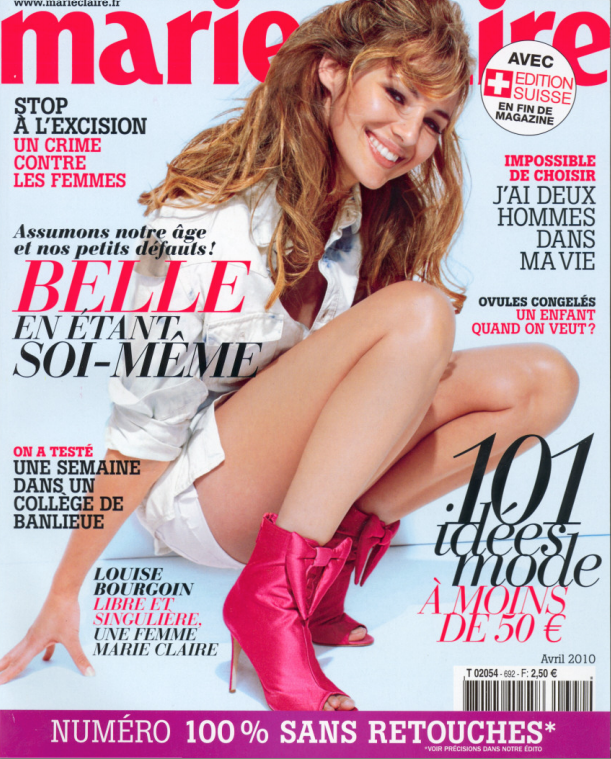 www.marieclaire.fr
marie claire
AVEC
EDITION
SUISSE
EN FIN DE
MAGAZINE
STOP
À L'EXCISION
UN CRIME
CONTRE
LES FEMMES
IMPOSSIBLE
DE CHOISIR
J'AI DEUX
HOMMES
DANS
MA VIE
Assumons notre âge
et nos petits défauts!
BELLE
EN ÉTANT
SOI-MÊME
OVULES CONGELÉS
UN ENFANT
QUAND ON VEUT?
ON A TESTÉ
UNE SEMAINE
DANS UN
COLLÈGE DE
BANLIEUE
101
idées
mode
À MOINS
DE 50 €
LOUISE
BOURGOIN
LIBRE ET
SINGULIÈRE,
UNE FEMME
MARIE CLAIRE
Avril 2010
T 02054 - 692 - F: 2,50 €
NUMÉRO 100 % SANS RETOUCHES*
*VOIR PRÉCISIONS DANS NOTRE ÉDITO